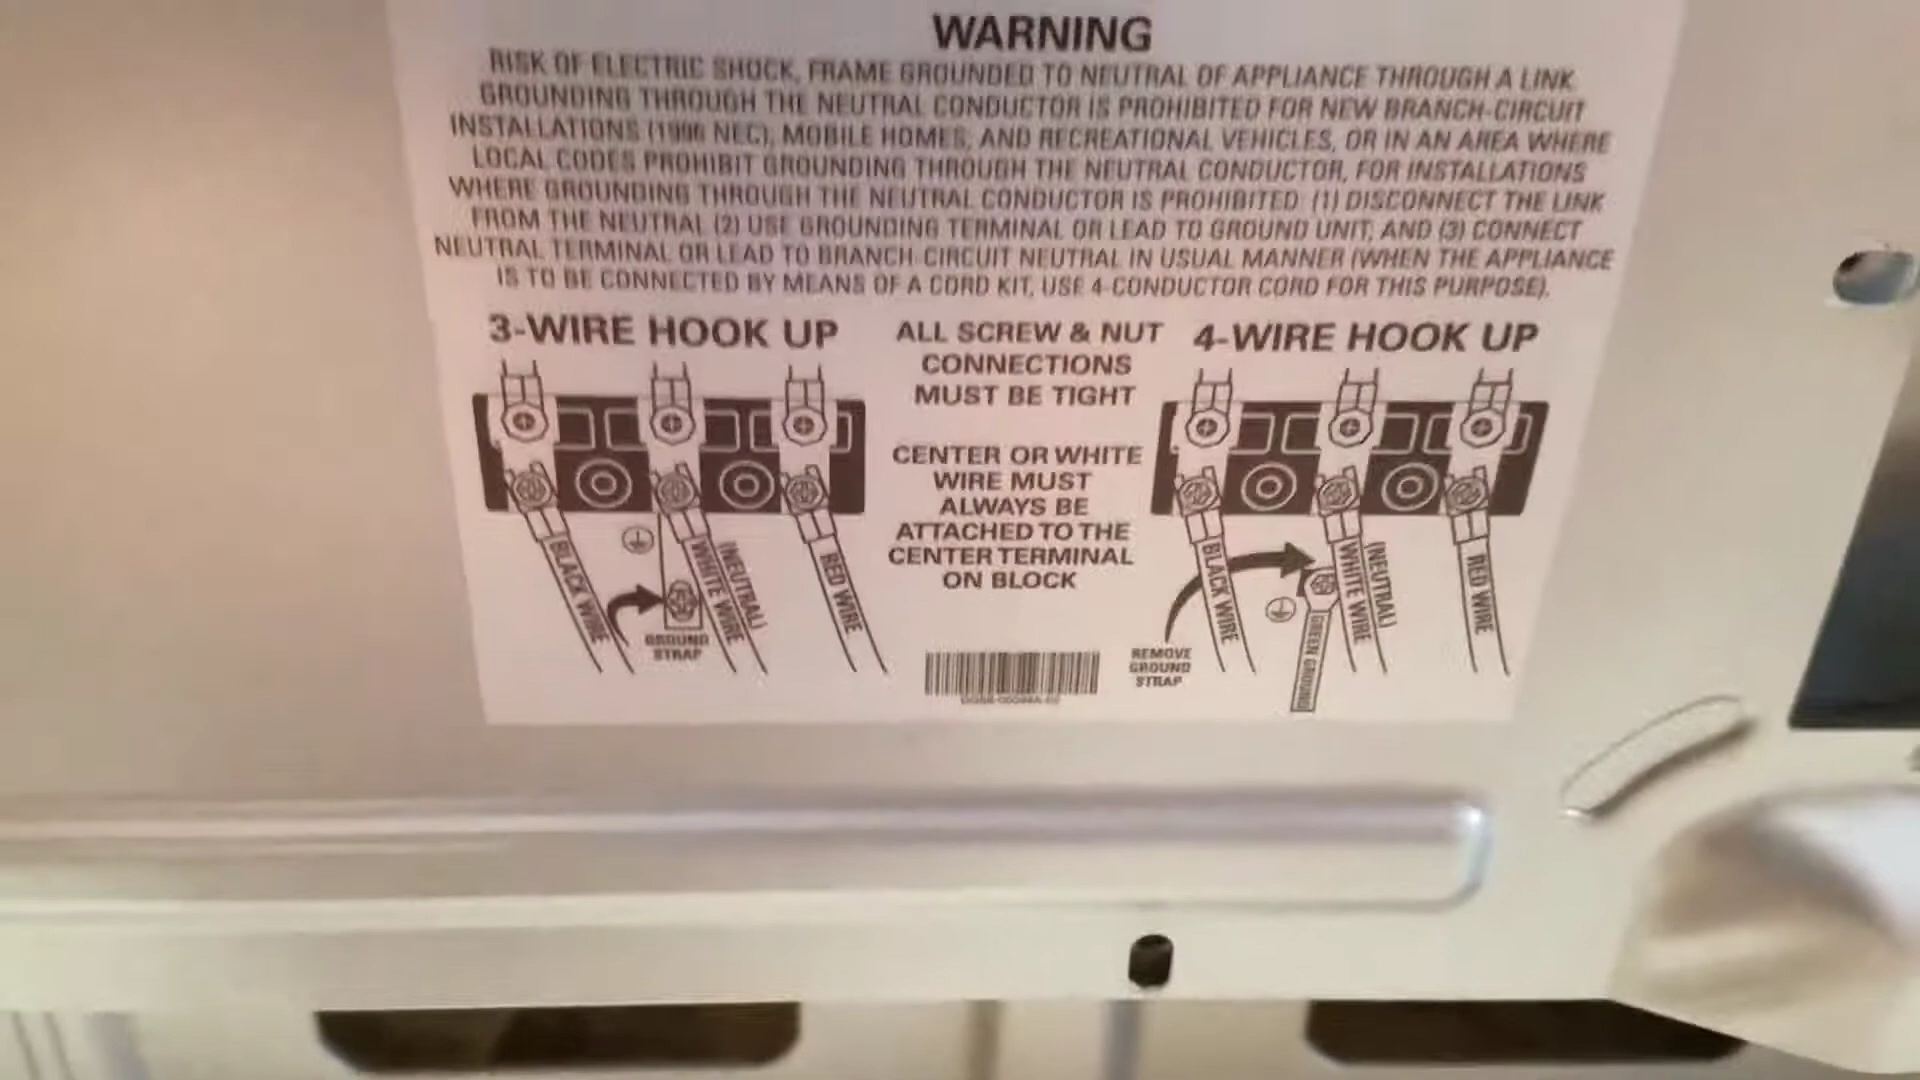 WARNING
RISK OF ELECTRIC SHOCK, FRAME GROUNDED TO NEUTRAL OF APPLIANCE THROUGH A LINK
GROUNDING THROUGH THE NEUTRAL CONDUCTOR IS PROHIBITED FOR NEW BRANCH-CIRCUIT
INSTALLATIONS (1996 NEC), MOBILE HOMES, AND RECREATIONAL VEHICLES, OR IN AN AREA WHERE
LOCAL CODES PROHIBIT GROUNDING THROUGH THE NEUTRAL CONDUCTOR, FOR INSTALLATIONS
WHERE GROUNDING THROUGH THE NEUTRAL CONDUCTOR IS PROHIBITED (1) DISCONNECT THE LINK
FROM THE NEUTRAL (2) USE GROUNDING TERMINAL OR LEAD TO GROUND UNIT, AND (3) CONNECT
NEUTRAL TERMINAL OR LEAD TO BRANCH-CIRCUIT NEUTRAL IN USUAL MANNER (WHEN THE APPLIANCE
IS TO BE CONNECTED BY MEANS OF A CORD KIT, USE 4-CONDUCTOR CORD FOR THIS PURPOSE).
3-WIRE HOOK UP
BLACK WIRE
(NEUTRAL)
WHITE WIRE
RED WIRE
GROUND
STRAP
ALL SCREW & NUT
CONNECTIONS
MUST BE TIGHT
CENTER OR WHITE
WIRE MUST
ALWAYS BE
ATTACHED TO THE
CENTER TERMINAL
ON BLOCK
4-WIRE HOOK UP
BLACK WIRE
(NEUTRAL)
WHITE WIRE
RED WIRE
REMOVE
GROUND
STRAP
GREEN GROUND